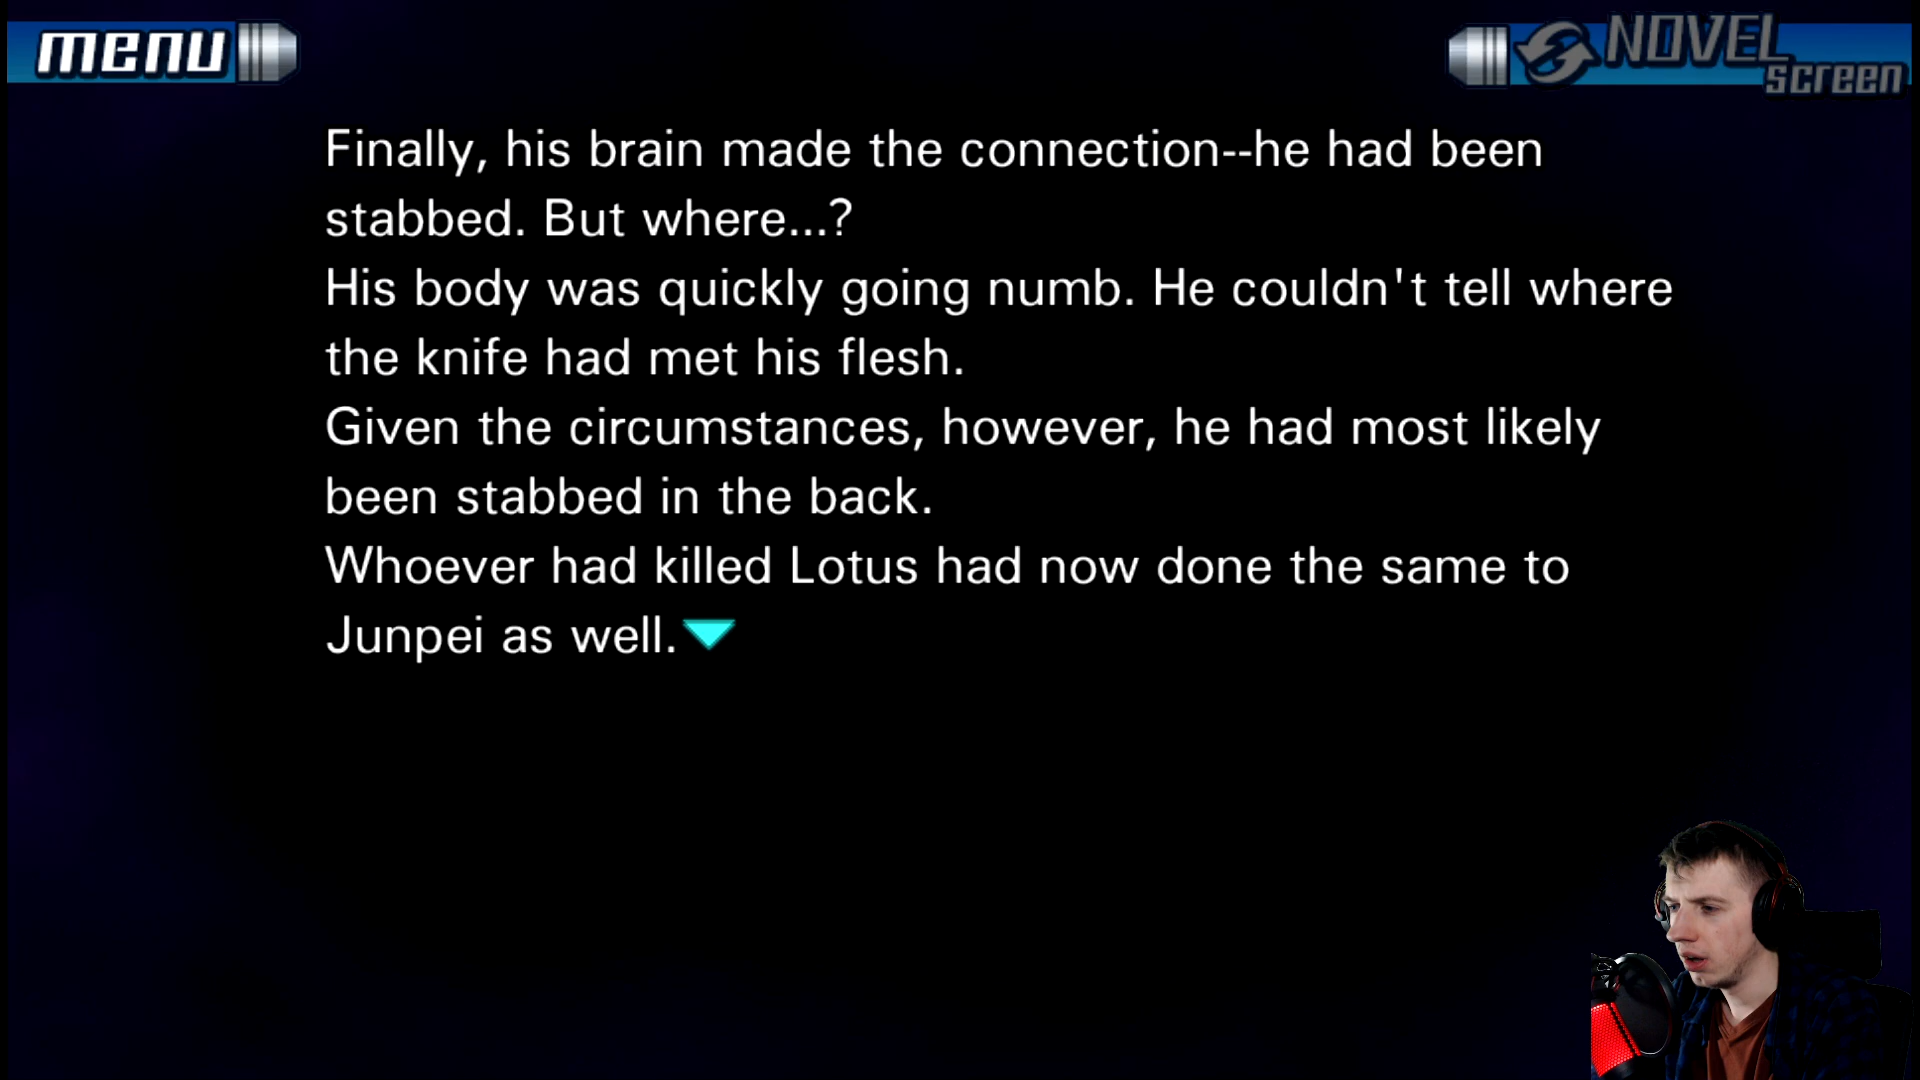 menu
NOVEL
screen
Finally, his brain made the connection--he had been
stabbed. But where...?
His body was quickly going numb. He couldn't tell where
the knife had met his flesh.
Given the circumstances, however, he had most likely
been stabbed in the back.
Whoever had killed Lotus had now done the same to
Junpei as well.